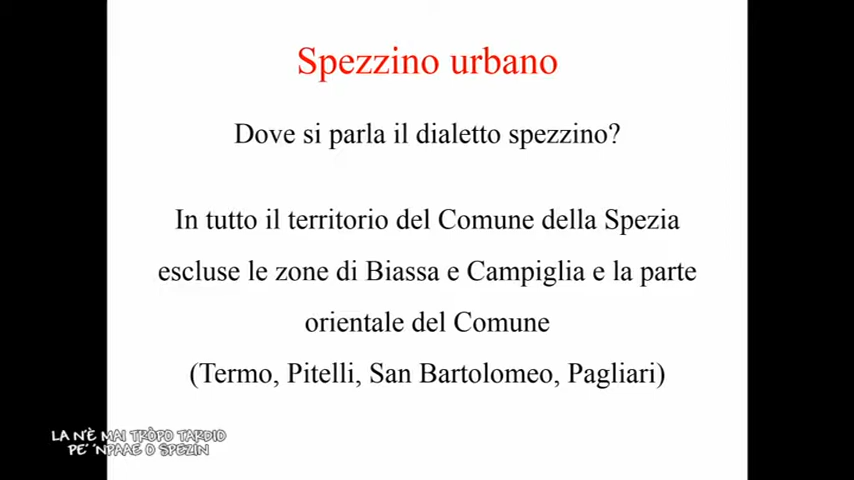 Spezzino urbano
Dove si parla il dialetto spezzino?
In tutto il territorio del Comune della Spezia
escluse le zone di Biassa e Campiglia e la parte
orientale del Comune
(Termo, Pitelli, San Bartolomeo, Pagliari)
LA N'È MAI TRÒPO TARDIO
PE' 'NPAAE O SPEZIN